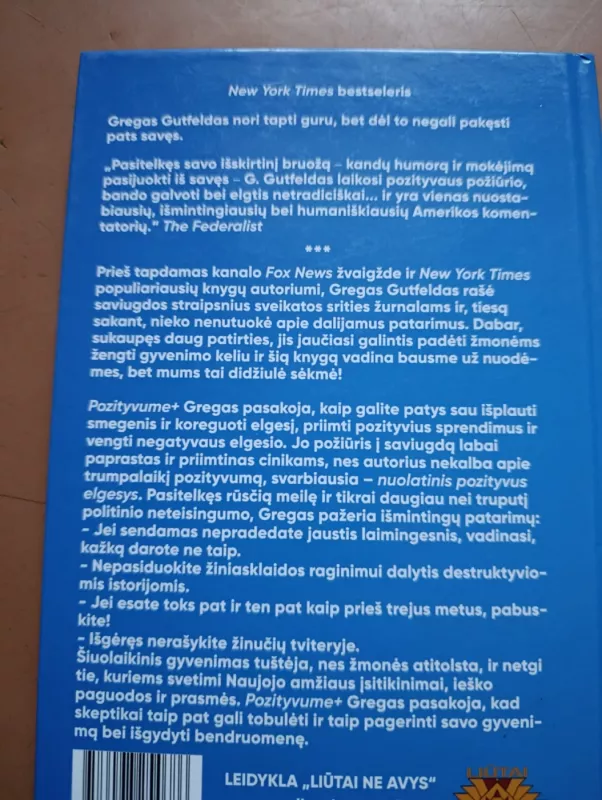 New York Times bestseleris
Gregas Gutfeldas nori tapti guru, bet dėl to negali pakęsti
pats savęs.
„Pasitelkęs savo išskirtinį bruožą – kandų humorą ir mokėjimą
pasijuokti iš savęs – G. Gutfeldas laikosi pozityvaus požiūrio,
bando galvoti bei elgtis netradiciškai... ir yra vienas nuosta-
biausių, išmintingiausių bei humaniškiausių Amerikos komen-
tatorių.“ The Federalist
***
Prieš tapdamas kanalo Fox News žvaigžde ir New York Times
populiariausių knygų autoriumi, Gregas Gutfeldas rašė
saviugdos straipsnius sveikatos srities žurnalams ir, tiesą
sakant, nieko nenutuokė apie dalijamus patarimus. Dabar,
sukaupęs daug patirties, jis jaučiasi galintis padėti žmonėms
žengti gyvenimo keliu ir šią knygą vadina bausme už nuodė-
mes, bet mums tai didžiulė sėkmė!
Pozityvume+ Gregas pasakoja, kaip galite patys sau išplauti
smegenis ir koreguoti elgesį, priimti pozityvius sprendimus ir
vengti negatyvaus elgesio. Jo požiūris į saviugdą labai
paprastas ir priimtinas cinikams, nes autorius nekalba apie
trumpalaikį pozityvumą, svarbiausia – nuolatinis pozityvus
elgesys. Pasitelkęs rūsčią meilę ir tikrai daugiau nei truputį
politinio neteisingumo, Gregas pažeria išmintingų patarimų:
- Jei sendamas nepradedate jaustis laimingesnis, vadinasi,
kažką darote ne taip.
- Nepasiduokite žiniasklaidos raginimui dalytis destruktyvio-
mis istorijomis.
- Jei esate toks pat ir ten pat kaip prieš trejus metus, pabus-
kite!
- Išgėręs nerašykite žinučių tviteryje.
Šiuolaikinis gyvenimas tuštėja, nes žmonės atitolsta, ir netgi
tie, kuriems svetimi Naujojo amžiaus įsitikinimai, ieško
paguodos ir prasmės. Pozityvume+ Gregas pasakoja, kad
skeptikai taip pat gali tobulėti ir taip pagerinti savo gyveni-
mą bei išgydyti bendruomenę.
LEIDYKLA „LIŪTAI NE AVYS“
LIŪTAI